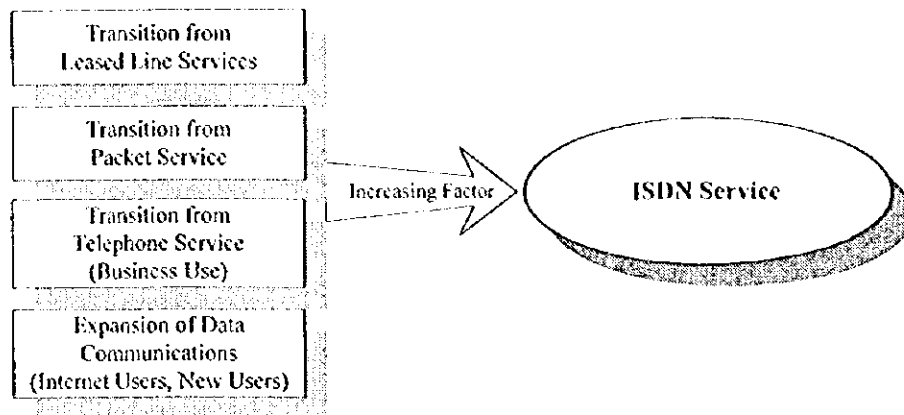 Transition from
Leased Line Services
Transition from
Packet Service
Transition from
Telephone Service
(Business Use)
Expansion of Data
Communications
(Internet Users, New Users)
Increasing Factor
ISDN Service